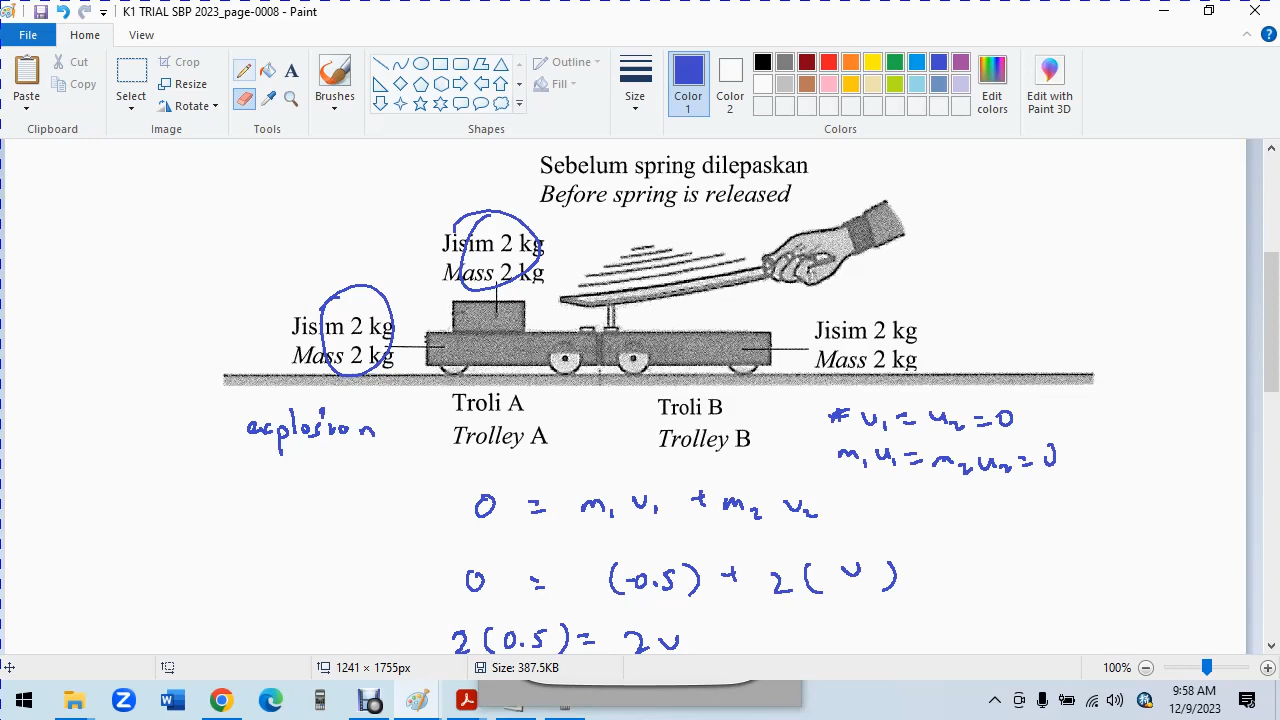 K1 TRIAL SBP 2023_page-0008 - Paint
File Home View
Paste
Cut
Copy
Clipboard
Select
Crop
Resize
Rotate
Image
A
Tools
Brushes
Outline
Fill
Shapes
Size
Color 1
Color 2
Edit colors
Colors
Edit with Paint 3D
Sebelum spring dilepaskan
Before spring is released
Jisim 2 kg
Mass 2 kg
Jisim 2 kg
Mass 2 kg
Jisim 2 kg
Mass 2 kg
Troli A
Trolley A
Troli B
Trolley B
explosion
# u₁ = u₂ = 0
m₁u₁ = m₂u₂ = 0
0 = m₁ v₁ + m₂ v₂
0 = (-0.5) + 2 ( v )
2 (0.5) = 2v
1241 × 1755px
Size: 387.5KB
100%
9:58 AM
12/9/2023